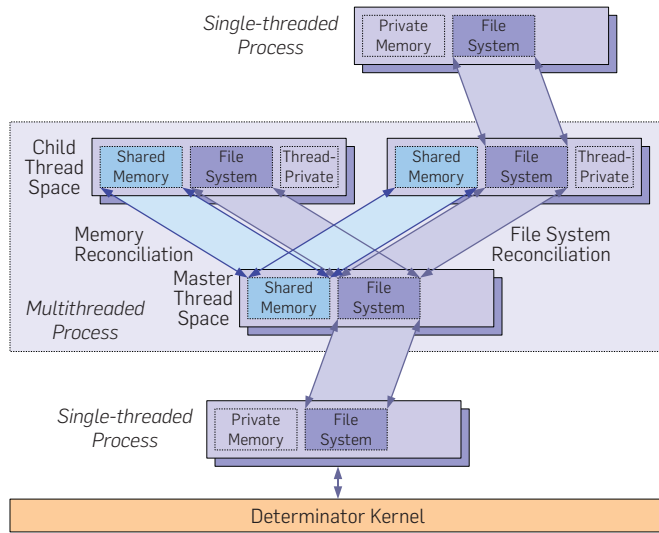 Single-threaded
Process
Private
Memory
File
System
Child
Thread
Space
Shared
Memory
File
System
Thread-
Private
Shared
Memory
File
System
Thread-
Private
Memory
Reconciliation
File System
Reconciliation
Master
Thread
Space
Shared
Memory
File
System
Multithreaded
Process
Single-threaded
Process
Private
Memory
File
System
Determinator Kernel